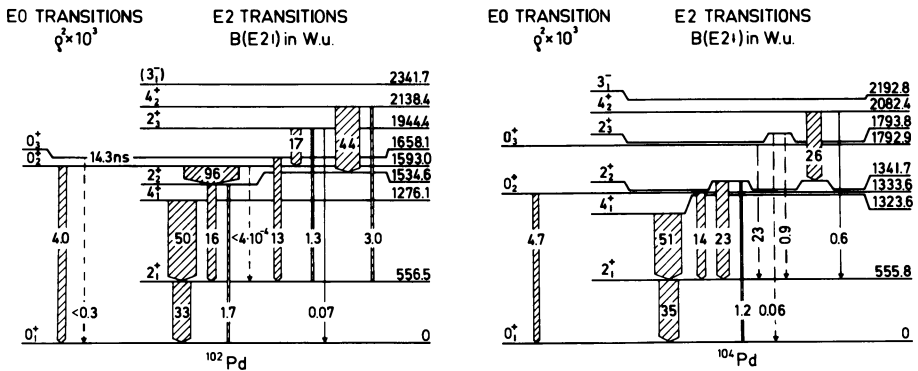 E0 TRANSITIONS
ϱ²×10³
E2 TRANSITIONS
B(E2↓) in W.u.
(3₁⁻) 2341.7
4₂⁺ 2138.4
2₃⁺ 1944.4
0₃⁺ 1658.1
14.3ns
0₂⁺ 1593.0
2₂⁺ 1534.6
4₁⁺ 1276.1
17 44
96
4.0 50 16 <4·10⁻⁴ 13 1.3 3.0
2₁⁺ 556.5
<0.3 33 1.7 0.07
0₁⁺ 0
¹⁰²Pd
E0 TRANSITION
ϱ²×10³
E2 TRANSITIONS
B(E2↓) in W.u.
3₁⁻ 2192.8
4₂⁺ 2082.4
2₃⁺ 1793.8
0₃⁺ 1792.9
26
2₂⁺ 1341.7
0₂⁺ 1333.6
4₁⁺ 1323.6
4.7 51 14 23 23 0.9 0.6
2₁⁺ 555.8
35 1.2 0.06
0₁⁺ 0
¹⁰⁴Pd